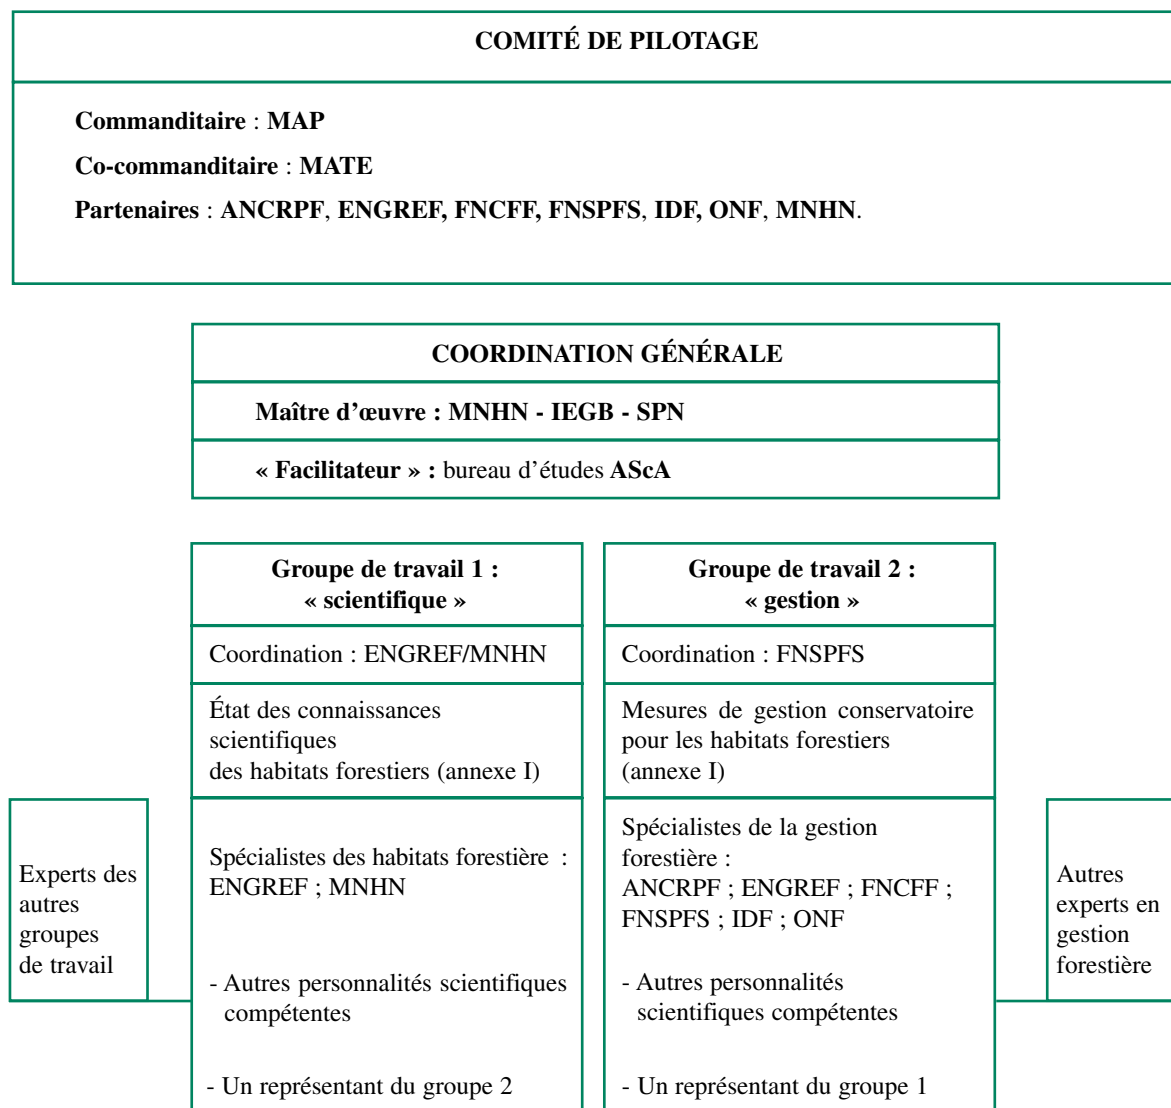 COMITÉ DE PILOTAGE
Commanditaire : MAP
Co-commanditaire : MATE
Partenaires : ANCRPF, ENGREF, FNCFF, FNSPFS, IDF, ONF, MNHN.
COORDINATION GÉNÉRALE
Maître d’œuvre : MNHN - IEGB - SPN
« Facilitateur » : bureau d’études AScA
Groupe de travail 1 :
« scientifique »
Coordination : ENGREF/MNHN
État des connaissances
scientifiques
des habitats forestiers (annexe I)
Spécialistes des habitats forestière :
ENGREF ; MNHN
- Autres personnalités scientifiques
compétentes
- Un représentant du groupe 2
Groupe de travail 2 :
« gestion »
Coordination : FNSPFS
Mesures de gestion conservatoire
pour les habitats forestiers
(annexe I)
Spécialistes de la gestion
forestière :
ANCRPF ; ENGREF ; FNCFF ;
FNSPFS ; IDF ; ONF
- Autres personnalités
scientifiques compétentes
- Un représentant du groupe 1
Experts des
autres
groupes
de travail
Autres
experts en
gestion
forestière